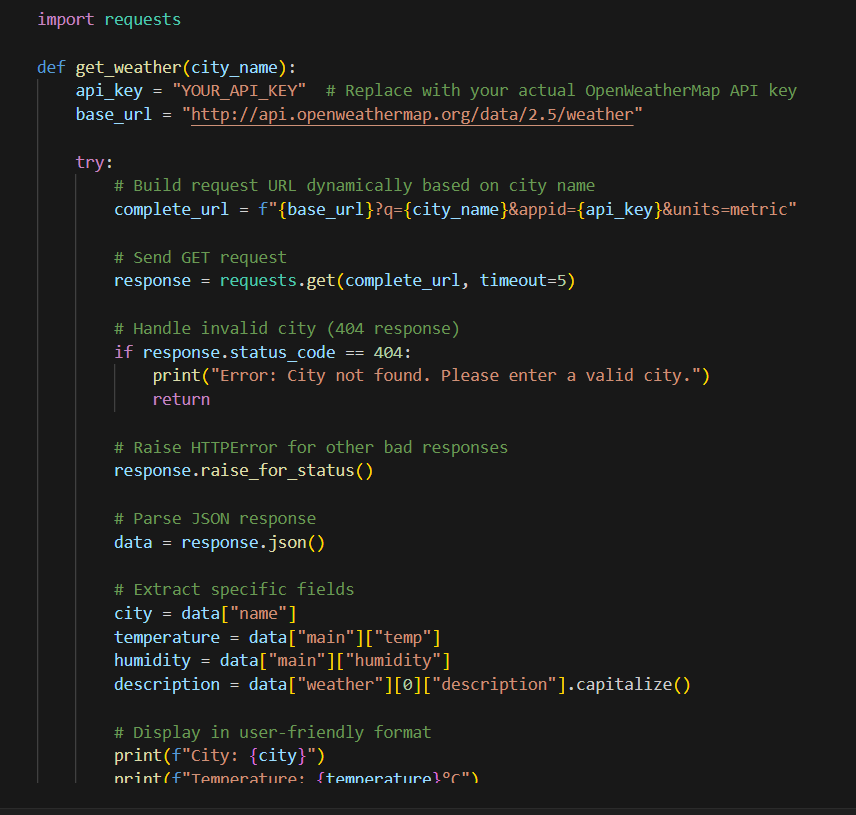 import requests
def get_weather(city_name):
    api_key = "YOUR_API_KEY"  # Replace with your actual OpenWeatherMap API key
    base_url = "http://api.openweathermap.org/data/2.5/weather"
    try:
        # Build request URL dynamically based on city name
        complete_url = f"{base_url}?q={city_name}&appid={api_key}&units=metric"
        # Send GET request
        response = requests.get(complete_url, timeout=5)
        # Handle invalid city (404 response)
        if response.status_code == 404:
            print("Error: City not found. Please enter a valid city.")
            return
        # Raise HTTPError for other bad responses
        response.raise_for_status()
        # Parse JSON response
        data = response.json()
        # Extract specific fields
        city = data["name"]
        temperature = data["main"]["temp"]
        humidity = data["main"]["humidity"]
        description = data["weather"][0]["description"].capitalize()
        # Display in user-friendly format
        print(f"City: {city}")
        print(f"Temperature: {temperature}°C")